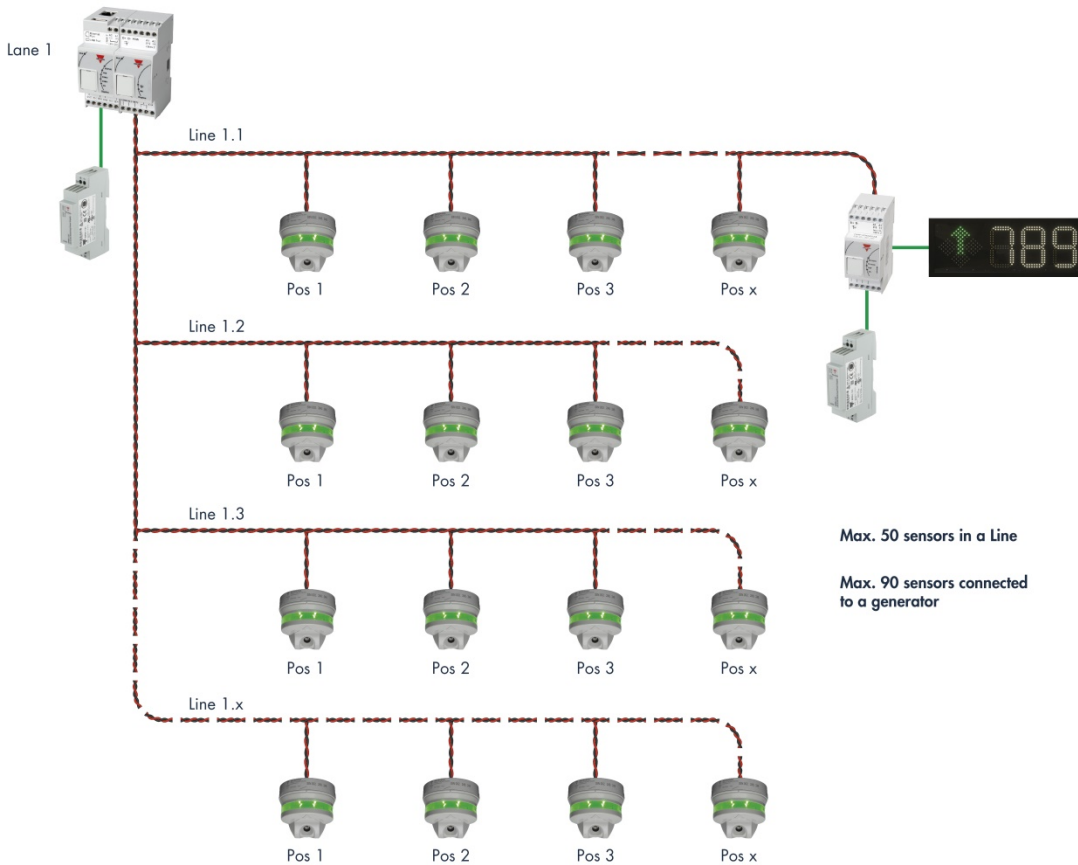 Lane 1
Line 1.1
Pos 1
Pos 2
Pos 3
Pos x
789
Line 1.2
Pos 1
Pos 2
Pos 3
Pos x
Line 1.3
Max. 50 sensors in a Line
Max. 90 sensors connected
to a generator
Pos 1
Pos 2
Pos 3
Pos x
Line 1.x
Pos 1
Pos 2
Pos 3
Pos x